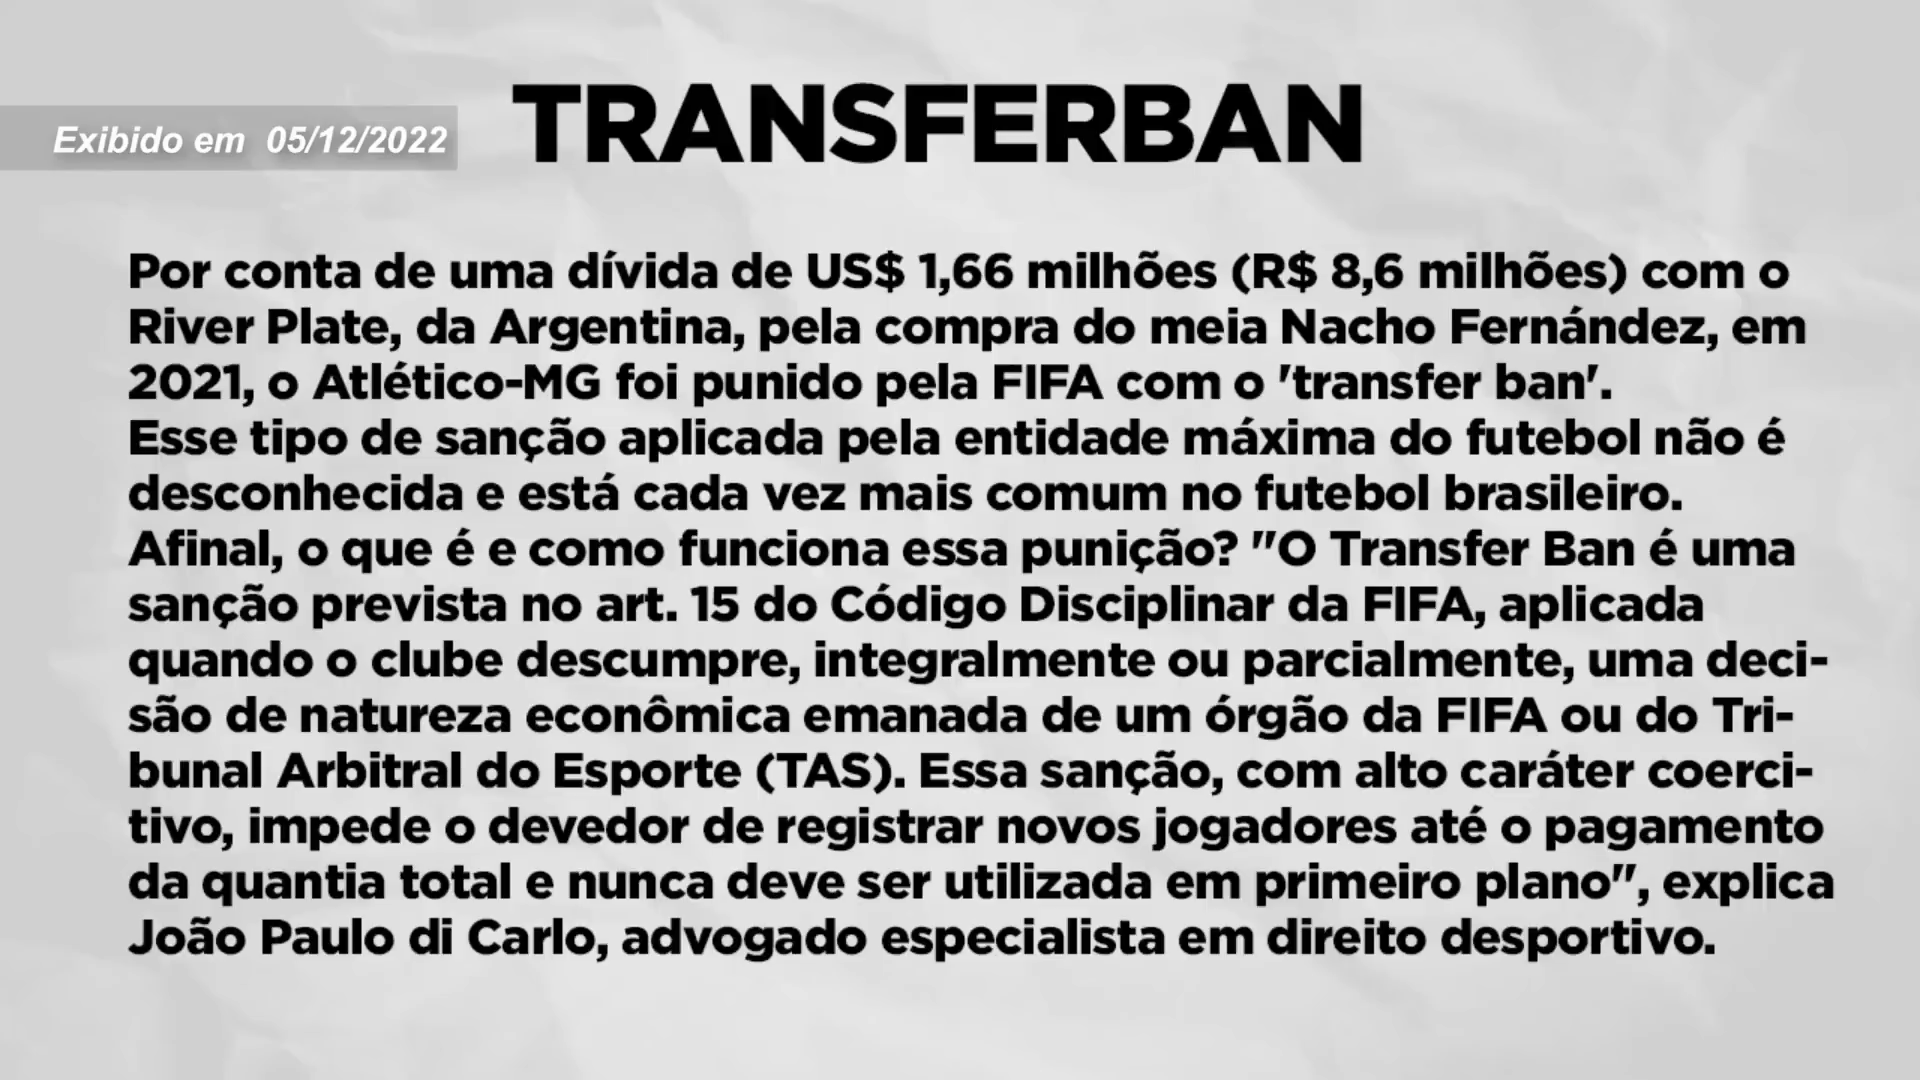 TRANSFERBAN
Exibido em 05/12/2022
Por conta de uma dívida de US$ 1,66 milhões (R$ 8,6 milhões) com o
River Plate, da Argentina, pela compra do meia Nacho Fernández, em
2021, o Atlético-MG foi punido pela FIFA com o 'transfer ban'.
Esse tipo de sanção aplicada pela entidade máxima do futebol não é
desconhecida e está cada vez mais comum no futebol brasileiro.
Afinal, o que é e como funciona essa punição? "O Transfer Ban é uma
sanção prevista no art. 15 do Código Disciplinar da FIFA, aplicada
quando o clube descumpre, integralmente ou parcialmente, uma deci-
são de natureza econômica emanada de um órgão da FIFA ou do Tri-
bunal Arbitral do Esporte (TAS). Essa sanção, com alto caráter coerci-
tivo, impede o devedor de registrar novos jogadores até o pagamento
da quantia total e nunca deve ser utilizada em primeiro plano", explica
João Paulo di Carlo, advogado especialista em direito desportivo.